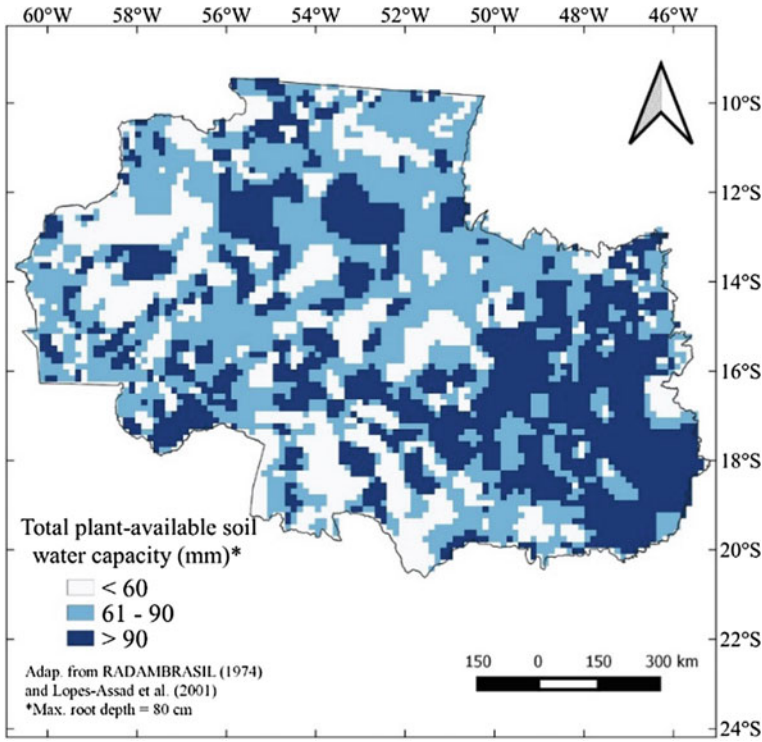 60°W 58°W 56°W 54°W 52°W 50°W 48°W 46°W
10°S
12°S
14°S
16°S
18°S
20°S
22°S
24°S
Total plant-available soil
water capacity (mm)*
< 60
61 - 90
> 90
Adap. from RADAMBRASIL (1974)
and Lopes-Assad et al. (2001)
*Max. root depth = 80 cm
150 0 150 300 km